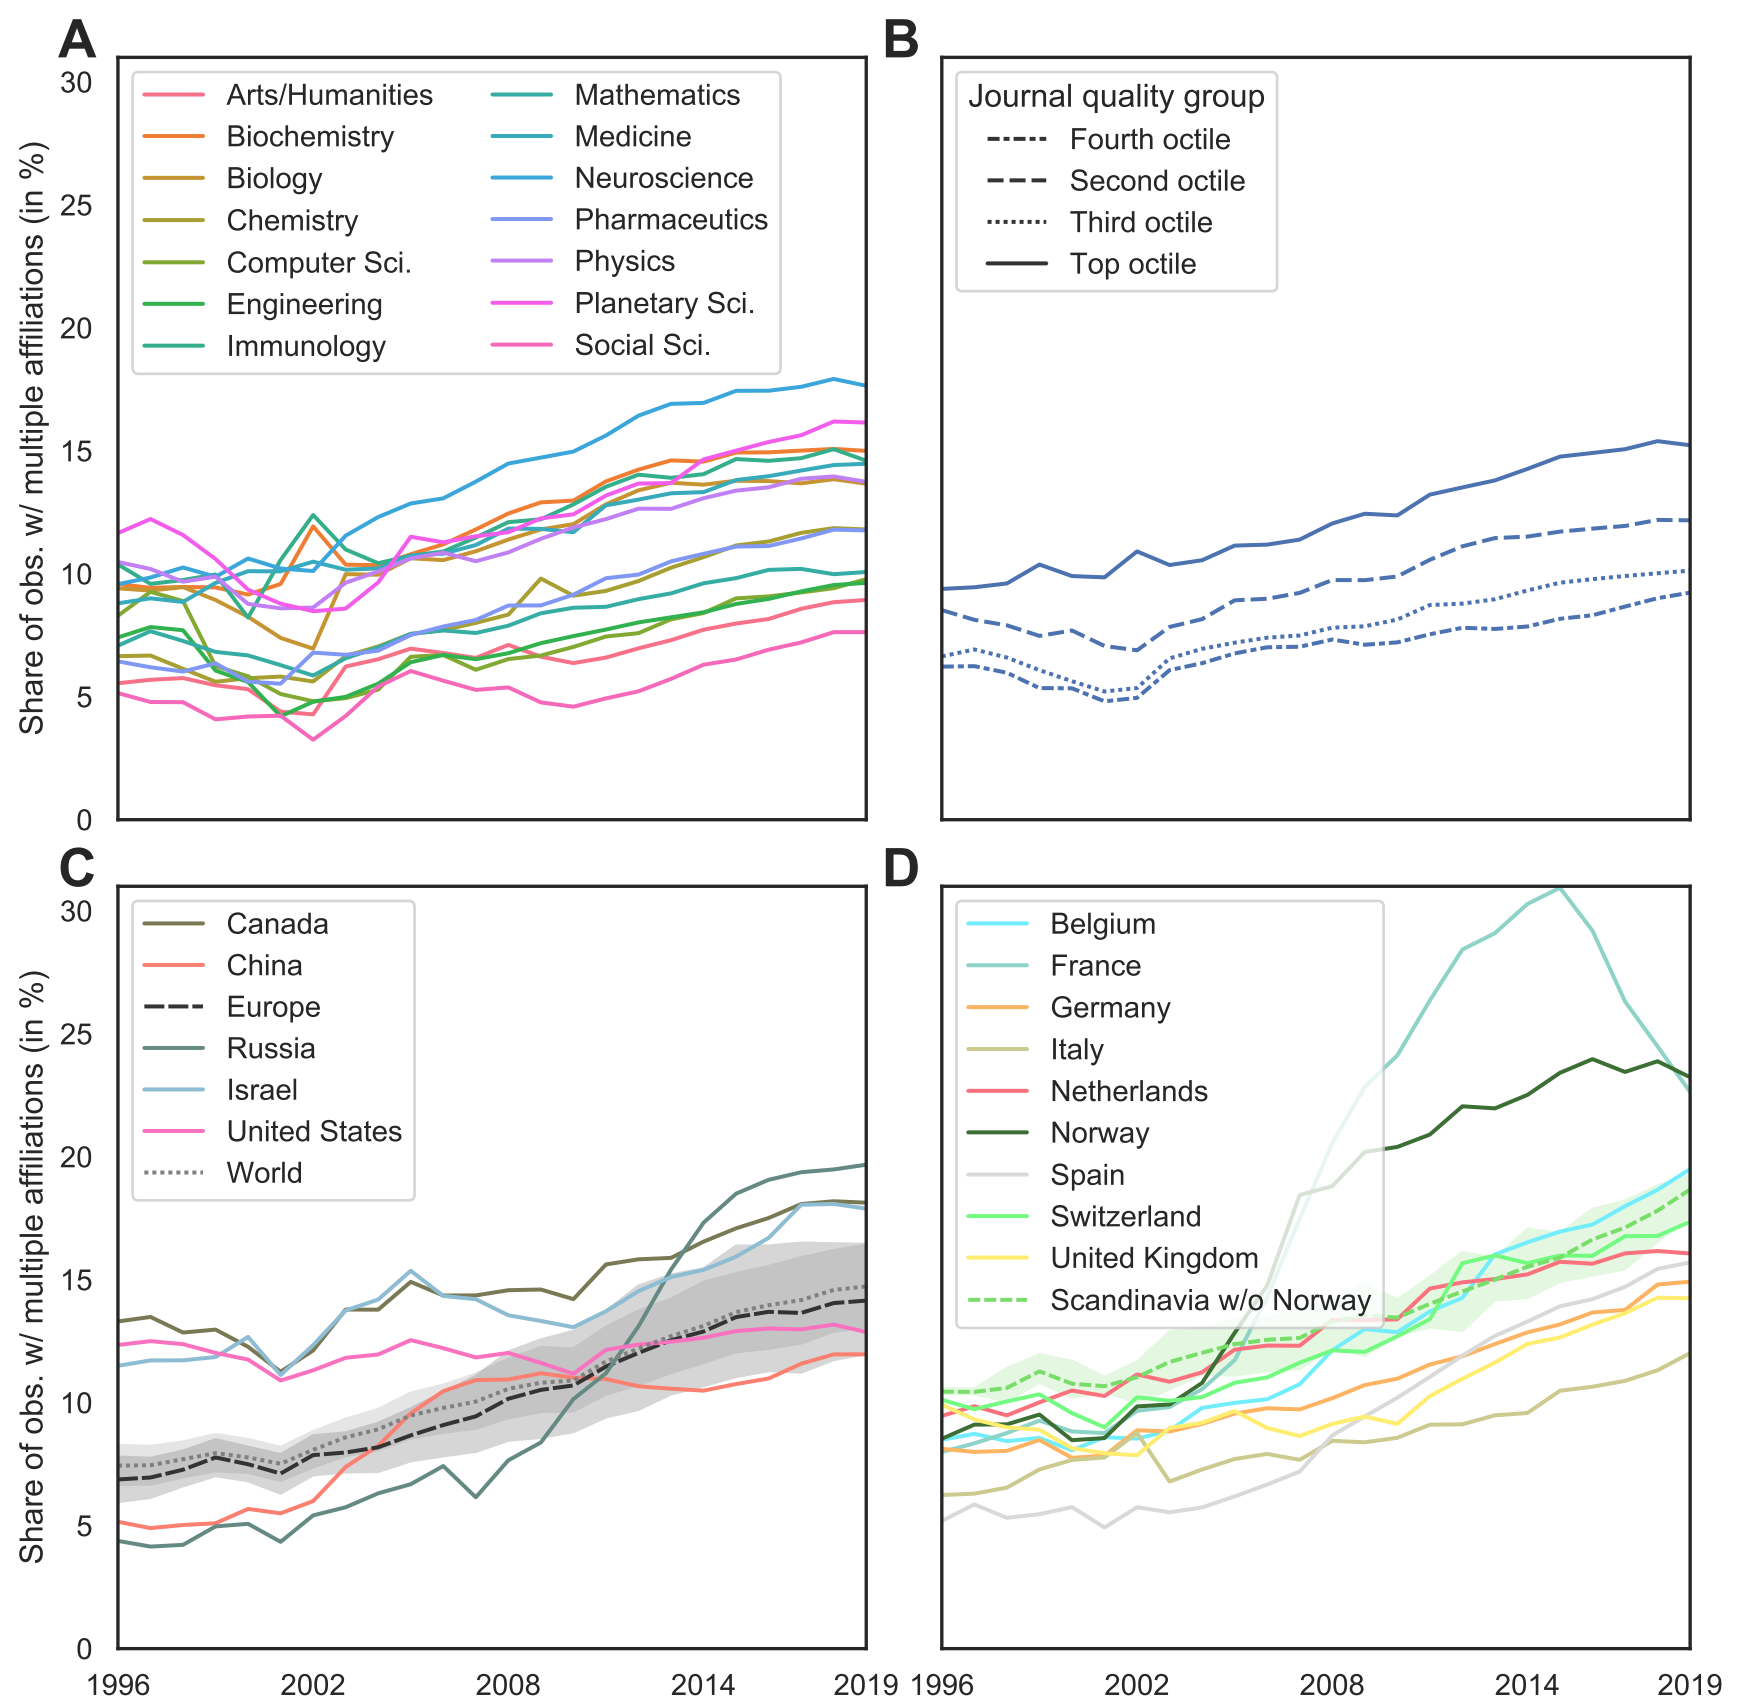 A
Share of obs. w/ multiple affiliations (in %)
30
25
20
15
10
5
0
Arts/Humanities
Biochemistry
Biology
Chemistry
Computer Sci.
Engineering
Immunology
Mathematics
Medicine
Neuroscience
Pharmaceutics
Physics
Planetary Sci.
Social Sci.
B
Journal quality group
Fourth octile
Second octile
Third octile
Top octile
C
Share of obs. w/ multiple affiliations (in %)
30
25
20
15
10
5
0
Canada
China
Europe
Russia
Israel
United States
World
1996 2002 2008 2014 2019
D
Belgium
France
Germany
Italy
Netherlands
Norway
Spain
Switzerland
United Kingdom
Scandinavia w/o Norway
1996 2002 2008 2014 2019